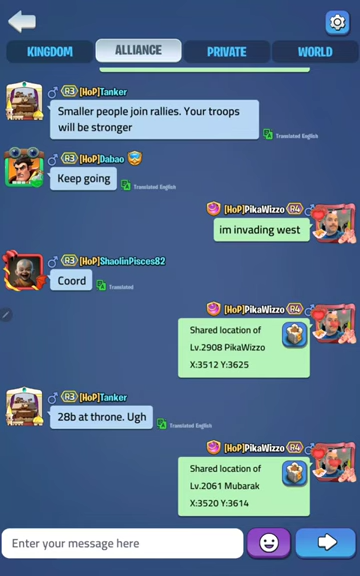 KINGDOM
ALLIANCE
PRIVATE
WORLD
R3 [HoP]Tanker
Smaller people join rallies. Your troops
will be stronger
Translated English
R3 [HoP]Dabao
Keep going
Translated English
[HoP]PikaWizzo R4
im invading west
R3 [HoP]ShaolinPisces82
Coord
Translated
[HoP]PikaWizzo R4
Shared location of
Lv.2908 PikaWizzo
X:3512 Y:3625
R3 [HoP]Tanker
28b at throne. Ugh
Translated English
[HoP]PikaWizzo R4
Shared location of
Lv.2061 Mubarak
X:3520 Y:3614
Enter your message here